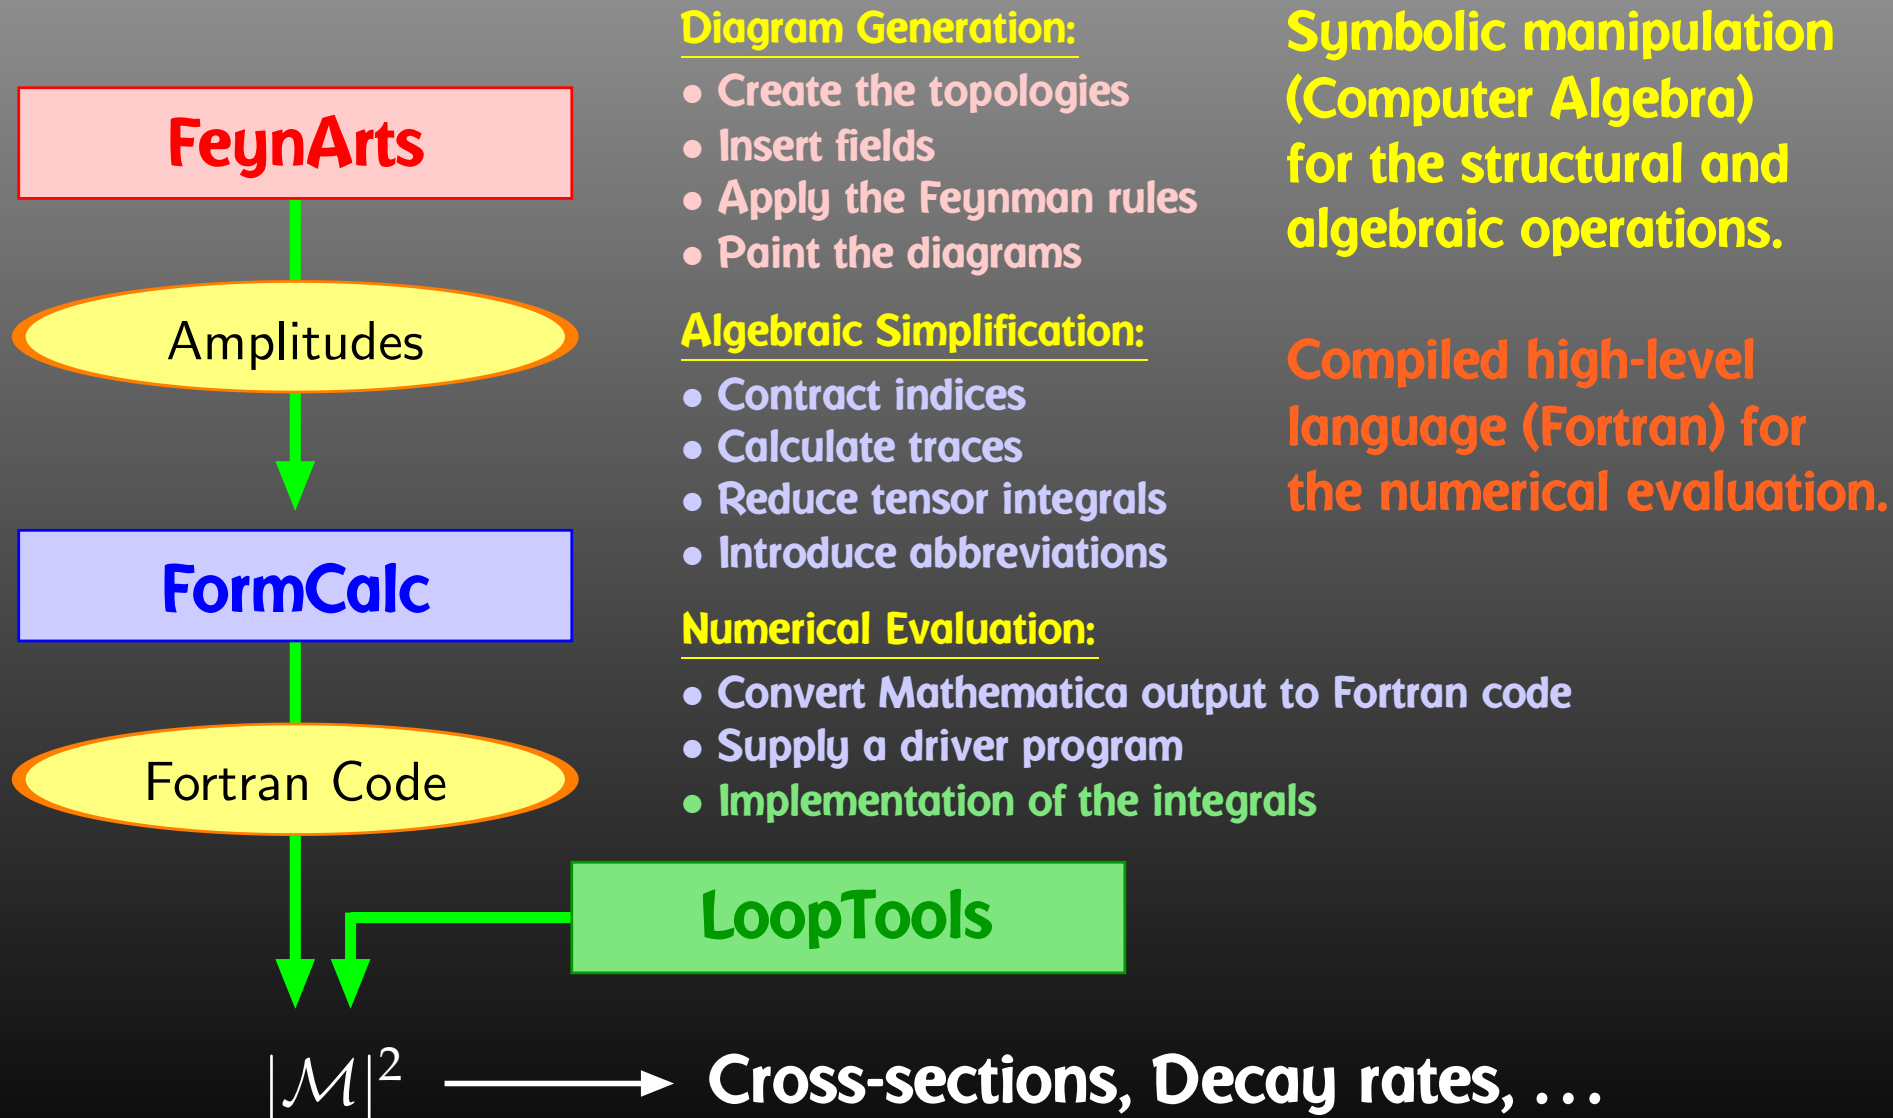 FeynArts
Amplitudes
FormCalc
Fortran Code
LoopTools
|ℳ|²
Cross-sections, Decay rates, …
Diagram Generation:
• Create the topologies
• Insert fields
• Apply the Feynman rules
• Paint the diagrams
Algebraic Simplification:
• Contract indices
• Calculate traces
• Reduce tensor integrals
• Introduce abbreviations
Numerical Evaluation:
• Convert Mathematica output to Fortran code
• Supply a driver program
• Implementation of the integrals
Symbolic manipulation
(Computer Algebra)
for the structural and
algebraic operations.
Compiled high-level
language (Fortran) for
the numerical evaluation.